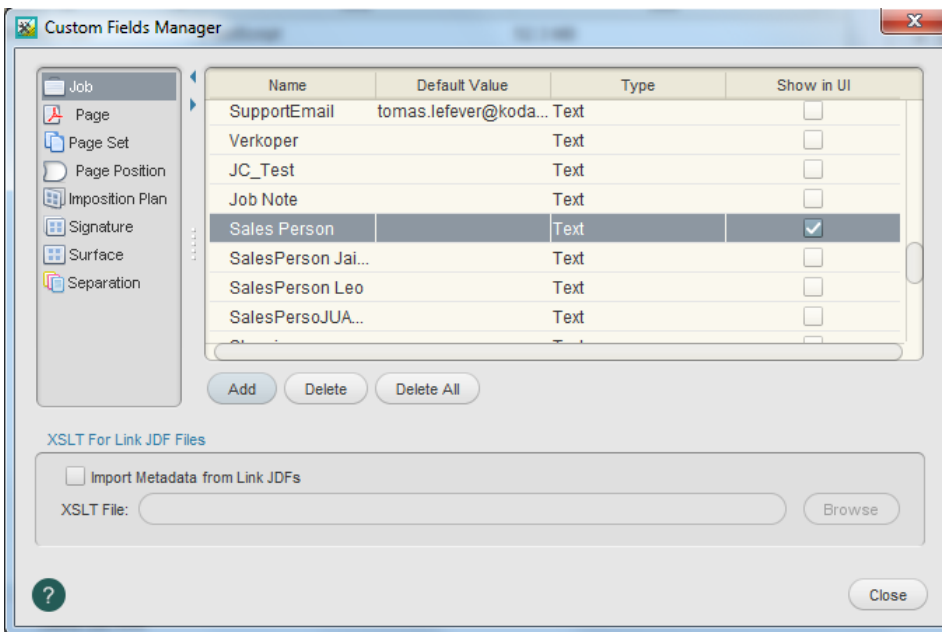 Custom Fields Manager
Job
Page
Page Set
Page Position
Imposition Plan
Signature
Surface
Separation
Name Default Value Type Show in UI
SupportEmail tomas.lefever@koda... Text
Verkoper Text
JC_Test Text
Job Note Text
Sales Person Text
SalesPerson Jai... Text
SalesPerson Leo Text
SalesPersoJUA... Text
Add Delete Delete All
XSLT For Link JDF Files
Import Metadata from Link JDFs
XSLT File: Browse
? Close